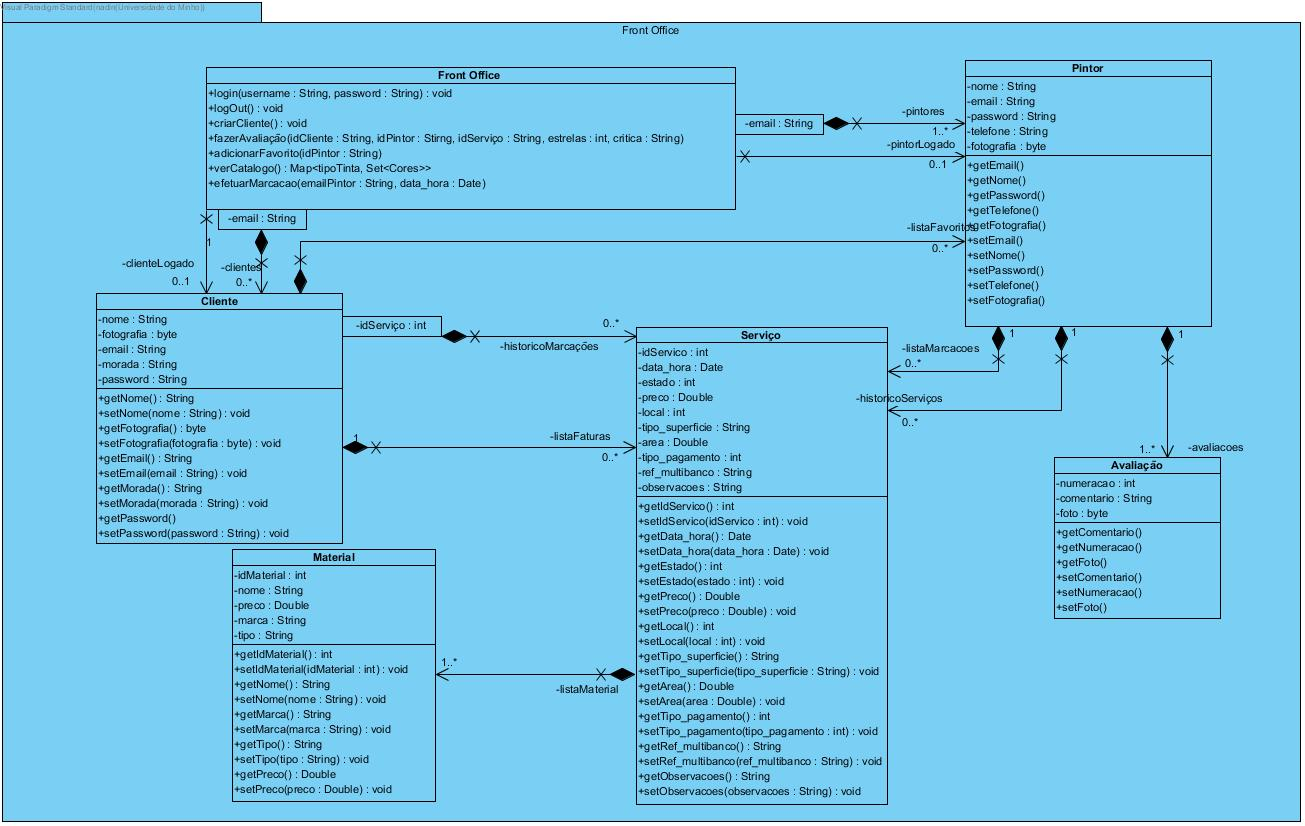 Visual Paradigm Standard(nadin(Universidade do Minho))
Front Office
Front Office
+login(username : String, password : String) : void
+logOut() : void
+criarCliente() : void
+fazerAvaliação(idCliente : String, idPintor : String, idServiço : String, estrelas : int, critica : String)
+adicionarFavorito(idPintor : String)
+verCatalogo() : Map<tipoTinta, Set<Cores>>
+efetuarMarcacao(emailPintor : String, data_hora : Date)
-email : String
-pintores
1..*
-pintorLogado
0..1
Pintor
-nome : String
-email : String
-password : String
-telefone : String
-fotografia : byte
+getEmail()
+getNome()
+getPassword()
+getTelefone()
+getFotografia()
+setEmail()
+setNome()
+setPassword()
+setTelefone()
+setFotografia()
-email : String
1
-clienteLogado
0..1
-clientes
0..*
-listaFavoritos
0..*
Cliente
-nome : String
-fotografia : byte
-email : String
-morada : String
-password : String
+getNome() : String
+setNome(nome : String) : void
+getFotografia() : byte
+setFotografia(fotografia : byte) : void
+getEmail() : String
+setEmail(email : String) : void
+getMorada() : String
+setMorada(morada : String) : void
+getPassword()
+setPassword(password : String) : void
-idServiço : int
0..*
-historicoMarcações
1
-listaFaturas
0..*
Serviço
-idServico : int
-data_hora : Date
-estado : int
-preco : Double
-local : int
-tipo_superficie : String
-area : Double
-tipo_pagamento : int
-ref_multibanco : String
-observacoes : String
+getIdServico() : int
+setIdServico(idServico : int) : void
+getData_hora() : Date
+setData_hora(data_hora : Date) : void
+getEstado() : int
+setEstado(estado : int) : void
+getPreco() : Double
+setPreco(preco : Double) : void
+getLocal() : int
+setLocal(local : int) : void
+getTipo_superficie() : String
+setTipo_superficie(tipo_superficie : String) : void
+getArea() : Double
+setArea(area : Double) : void
+getTipo_pagamento() : int
+setTipo_pagamento(tipo_pagamento : int) : void
+getRef_multibanco() : String
+setRef_multibanco(ref_multibanco : String) : void
+getObservacoes() : String
+setObservacoes(observacoes : String) : void
1
1
1
-listaMarcacoes
0..*
-historicoServiços
0..*
1..*
-avaliacoes
Avaliação
-numeracao : int
-comentario : String
-foto : byte
+getComentario()
+getNumeracao()
+getFoto()
+setComentario()
+setNumeracao()
+setFoto()
Material
-idMaterial : int
-nome : String
-preco : Double
-marca : String
-tipo : String
+getIdMaterial() : int
+setIdMaterial(idMaterial : int) : void
+getNome() : String
+setNome(nome : String) : void
+getMarca() : String
+setMarca(marca : String) : void
+getTipo() : String
+setTipo(tipo : String) : void
+getPreco() : Double
+setPreco(preco : Double) : void
1..*
-listaMaterial